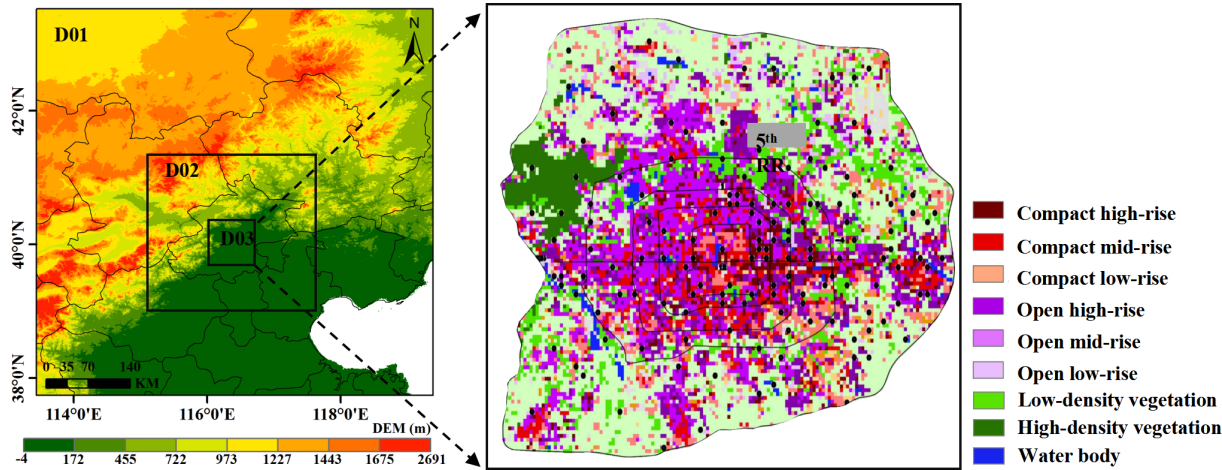 D01
N
D02
D03
42°0'N
40°0'N
38°0'N
0 35 70 140
KM
114°0'E 116°0'E 118°0'E
DEM (m)
-4 172 455 722 973 1227 1443 1675 2691
5th
RR
Compact high-rise
Compact mid-rise
Compact low-rise
Open high-rise
Open mid-rise
Open low-rise
Low-density vegetation
High-density vegetation
Water body